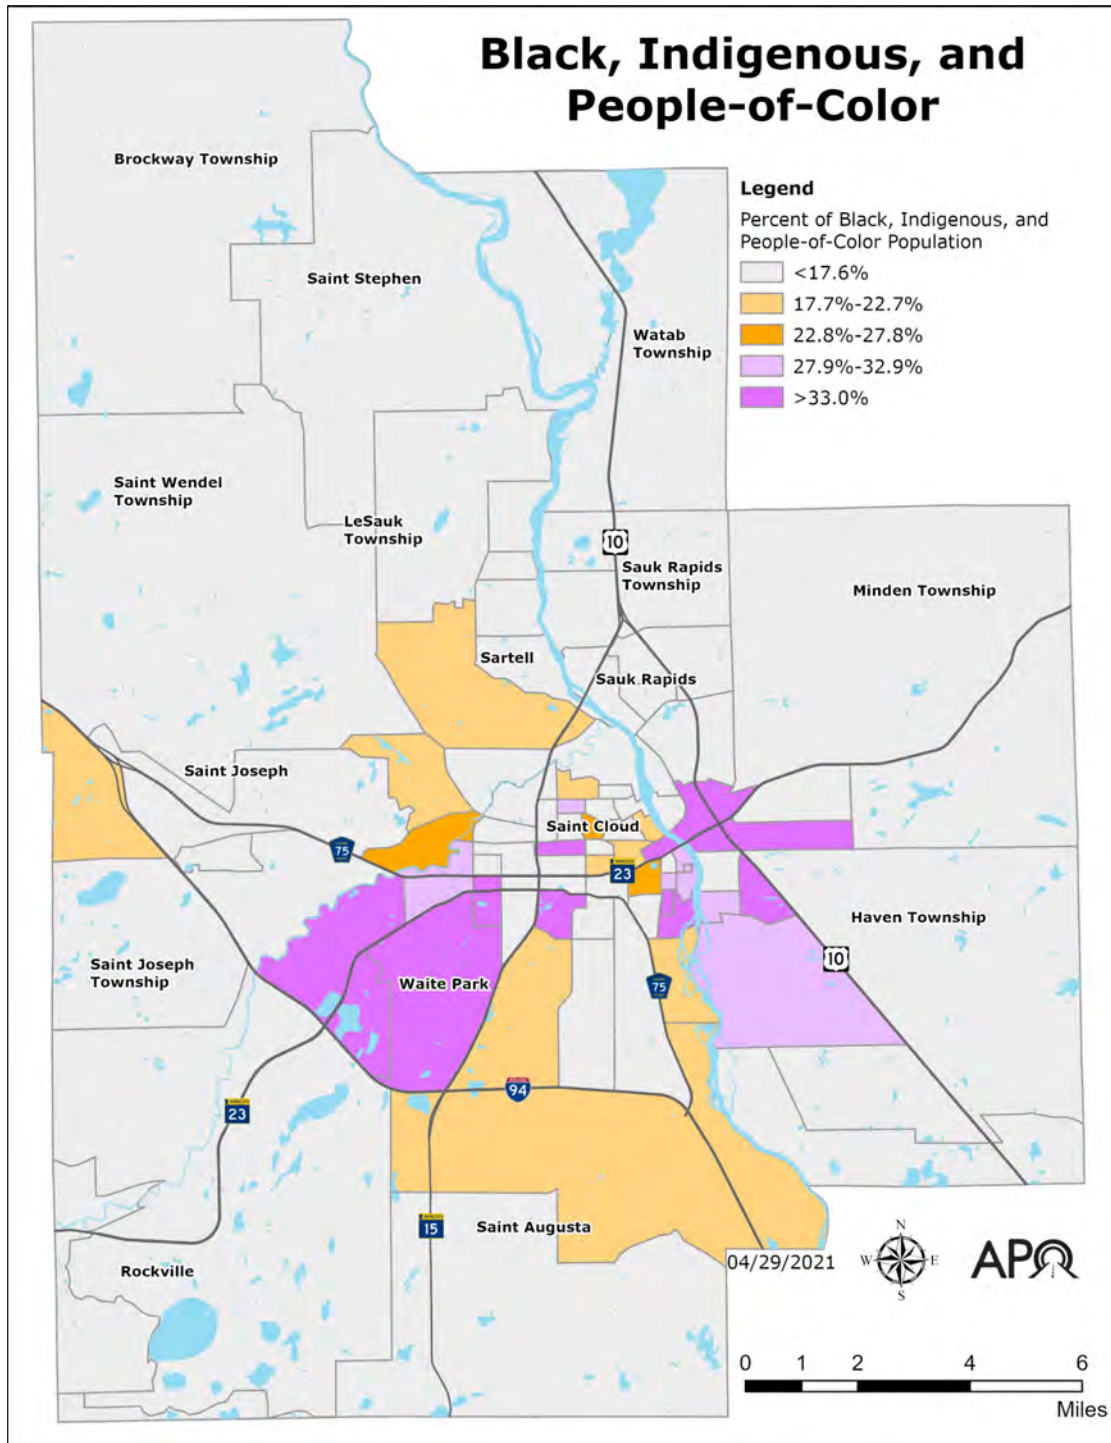 Black, Indigenous, and
People-of-Color
Brockway Township
Legend
Percent of Black, Indigenous, and
People-of-Color Population
<17.6%
17.7%-22.7%
22.8%-27.8%
27.9%-32.9%
>33.0%
Saint Stephen
Watab
Township
Saint Wendel
Township
LeSauk
Township
10
Sauk Rapids
Township
Minden Township
Sartell
Sauk Rapids
Saint Joseph
Saint Cloud
75
23
Haven Township
Saint Joseph
Township
Waite Park
10
75
94
23
15
Saint Augusta
Rockville
04/29/2021
N
W E
S
APO
0 1 2 4 6
Miles